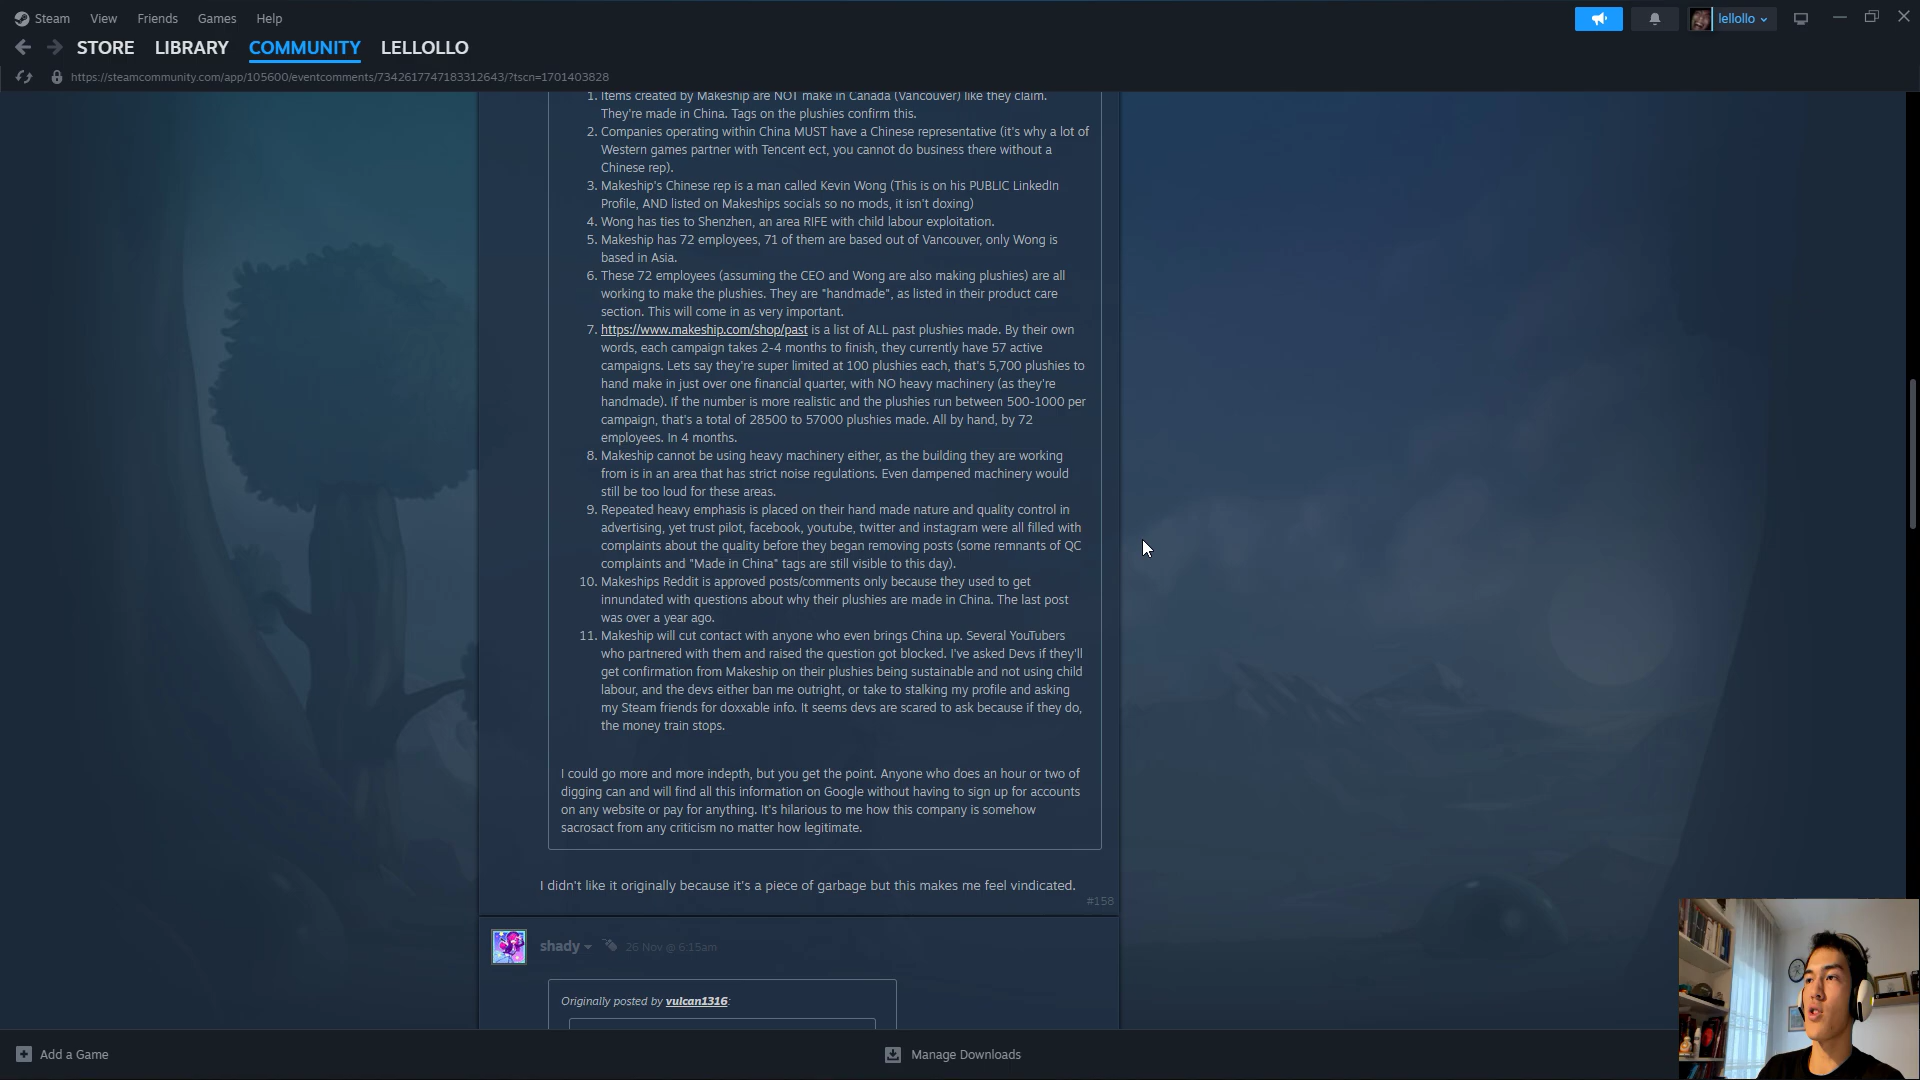 Steam
View
Friends
Games
Help
lellollo
STORE
LIBRARY
COMMUNITY
LELLOLLO
https://steamcommunity.com/app/105600/eventcomments/7342617747183312643/?tscn=1701403828
1. Items created by Makeship are NOT make in Canada (Vancouver) like they claim.
They're made in China. Tags on the plushies confirm this.
2. Companies operating within China MUST have a Chinese representative (it's why a lot of
Western games partner with Tencent ect, you cannot do business there without a
Chinese rep).
3. Makeship's Chinese rep is a man called Kevin Wong (This is on his PUBLIC LinkedIn
Profile, AND listed on Makeships socials so no mods, it isn't doxing)
4. Wong has ties to Shenzhen, an area RIFE with child labour exploitation.
5. Makeship has 72 employees, 71 of them are based out of Vancouver, only Wong is
based in Asia.
6. These 72 employees (assuming the CEO and Wong are also making plushies) are all
working to make the plushies. They are "handmade", as listed in their product care
section. This will come in as very important.
7. https://www.makeship.com/shop/past is a list of ALL past plushies made. By their own
words, each campaign takes 2-4 months to finish, they currently have 57 active
campaigns. Lets say they're super limited at 100 plushies each, that's 5,700 plushies to
hand make in just over one financial quarter, with NO heavy machinery (as they're
handmade). If the number is more realistic and the plushies run between 500-1000 per
campaign, that's a total of 28500 to 57000 plushies made. All by hand, by 72
employees. In 4 months.
8. Makeship cannot be using heavy machinery either, as the building they are working
from is in an area that has strict noise regulations. Even dampened machinery would
still be too loud for these areas.
9. Repeated heavy emphasis is placed on their hand made nature and quality control in
advertising, yet trust pilot, facebook, youtube, twitter and instagram were all filled with
complaints about the quality before they began removing posts (some remnants of QC
complaints and "Made in China" tags are still visible to this day).
10. Makeships Reddit is approved posts/comments only because they used to get
innundated with questions about why their plushies are made in China. The last post
was over a year ago.
11. Makeship will cut contact with anyone who even brings China up. Several YouTubers
who partnered with them and raised the question got blocked. I've asked Devs if they'll
get confirmation from Makeship on their plushies being sustainable and not using child
labour, and the devs either ban me outright, or take to stalking my profile and asking
my Steam friends for doxxable info. It seems devs are scared to ask because if they do,
the money train stops.
I could go more and more indepth, but you get the point. Anyone who does an hour or two of
digging can and will find all this information on Google without having to sign up for accounts
on any website or pay for anything. It's hilarious to me how this company is somehow
sacrosact from any criticism no matter how legitimate.
I didn't like it originally because it's a piece of garbage but this makes me feel vindicated.
#158
shady
26 Nov @ 6:15am
Originally posted by vulcan1316:
Add a Game
Manage Downloads